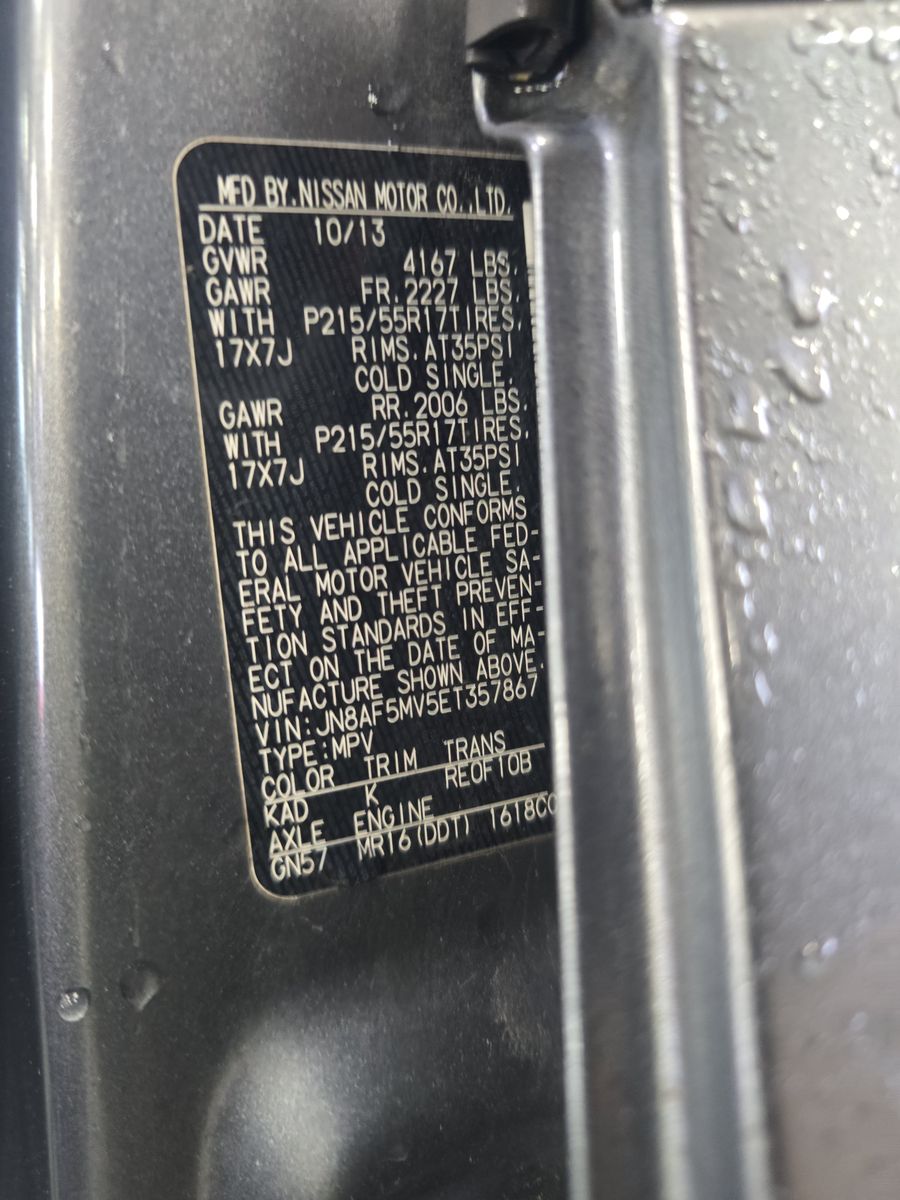 MFD BY.NISSAN MOTOR CO.,LTD.
DATE 10/13
GVWR 4167 LBS.
GAWR FR.2227 LBS.
WITH P215/55R17TIRES.
17X7J RIMS.AT35PSI
COLD SINGLE.
GAWR RR.2006 LBS.
WITH P215/55R17TIRES.
17X7J RIMS.AT35PSI
COLD SINGLE.
THIS VEHICLE CONFORMS
TO ALL APPLICABLE FED-
ERAL MOTOR VEHICLE SA-
FETY AND THEFT PREVEN-
TION STANDARDS IN EFF-
ECT ON THE DATE OF MA-
NUFACTURE SHOWN ABOVE.
VIN:JN8AF5MV5ET357867
TYPE:MPV
COLOR TRIM TRANS
KAD K RE0F10B
AXLE ENGINE
GN57 MR16(DDT) 1618CC